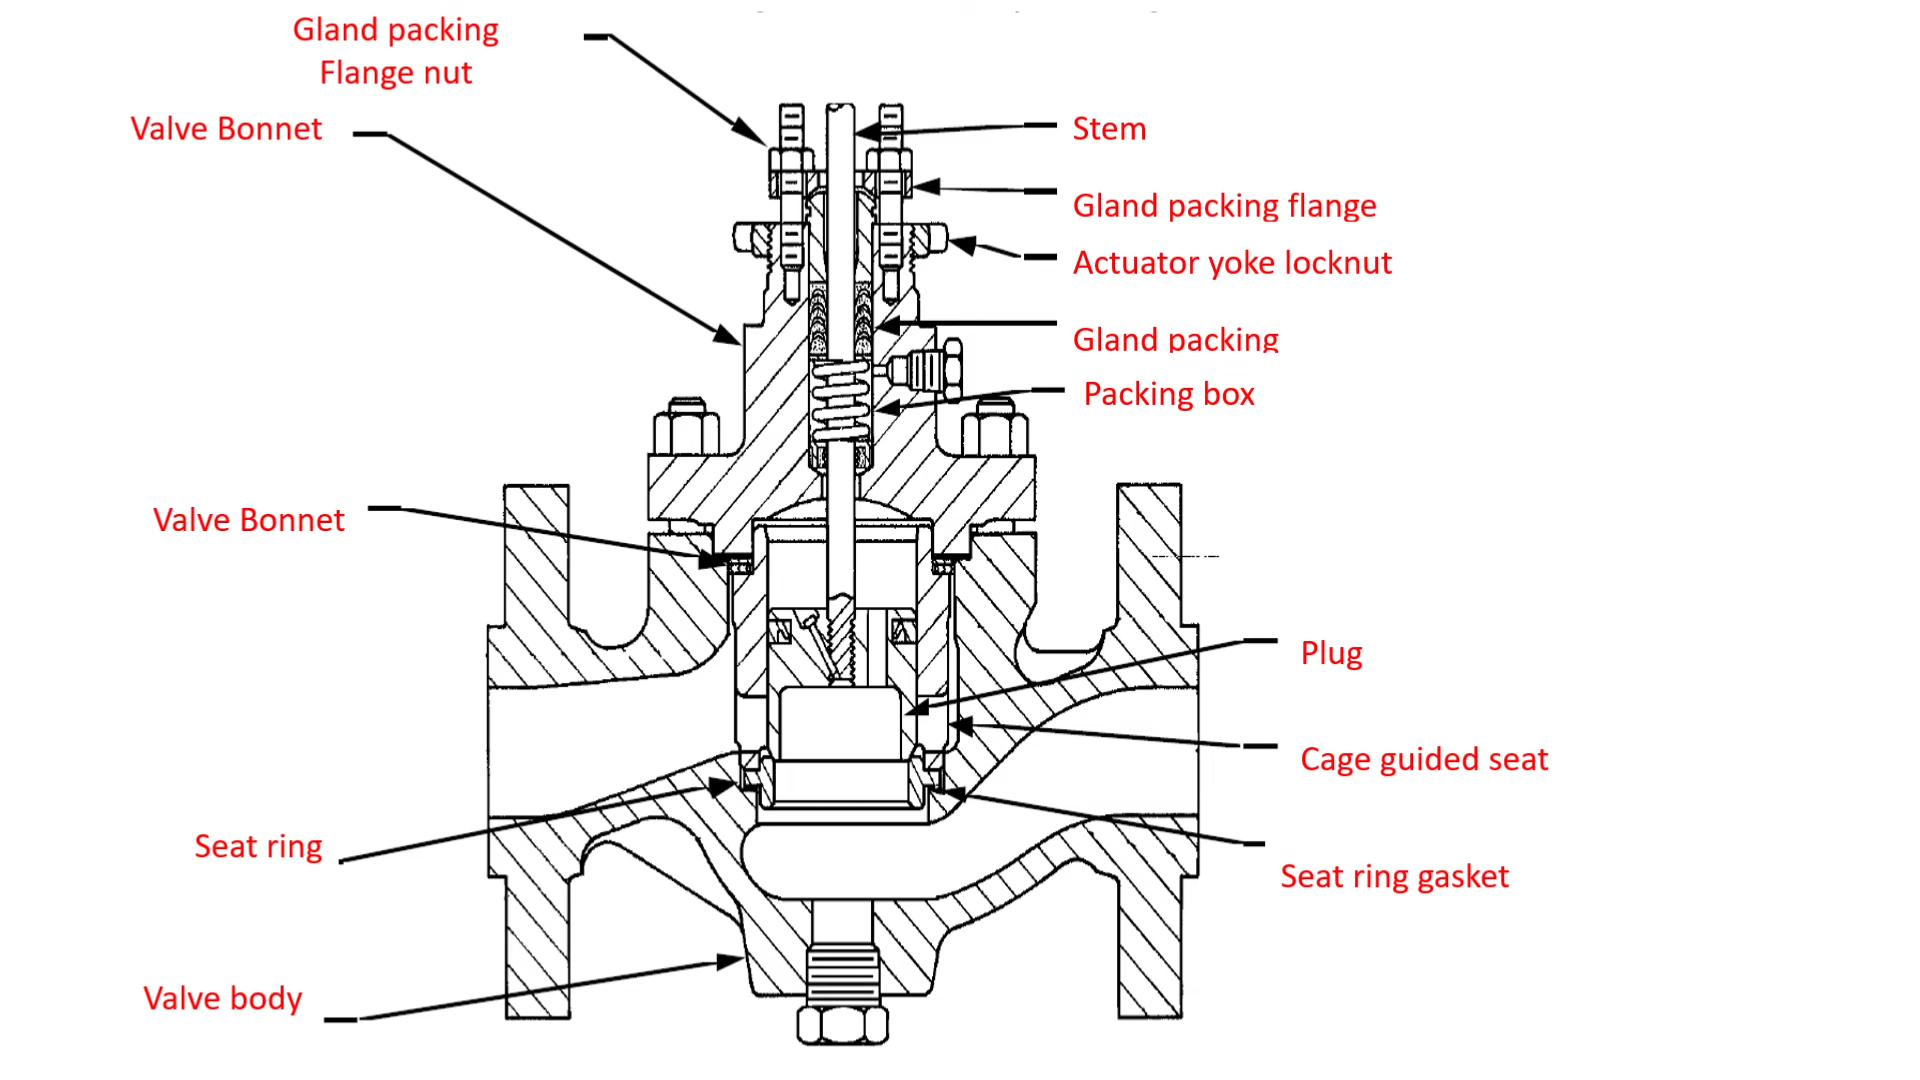 Gland packing
Flange nut
Valve Bonnet
Stem
Gland packing flange
Actuator yoke locknut
Gland packing
Packing box
Valve Bonnet
Plug
Cage guided seat
Seat ring
Seat ring gasket
Valve body